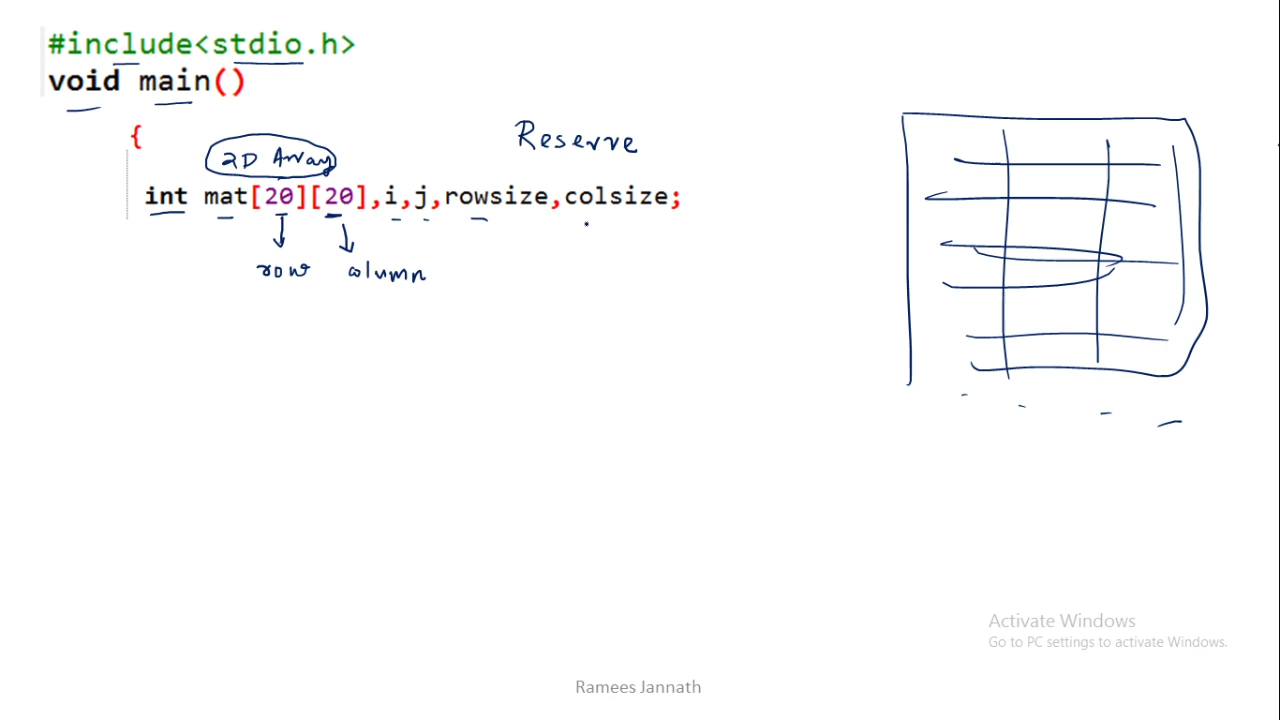 #include<stdio.h>
void main()
{
Reserve
2D Array
int mat[20][20],i,j,rowsize,colsize;
row column
Activate Windows
Go to PC settings to activate Windows.
Ramees Jannath